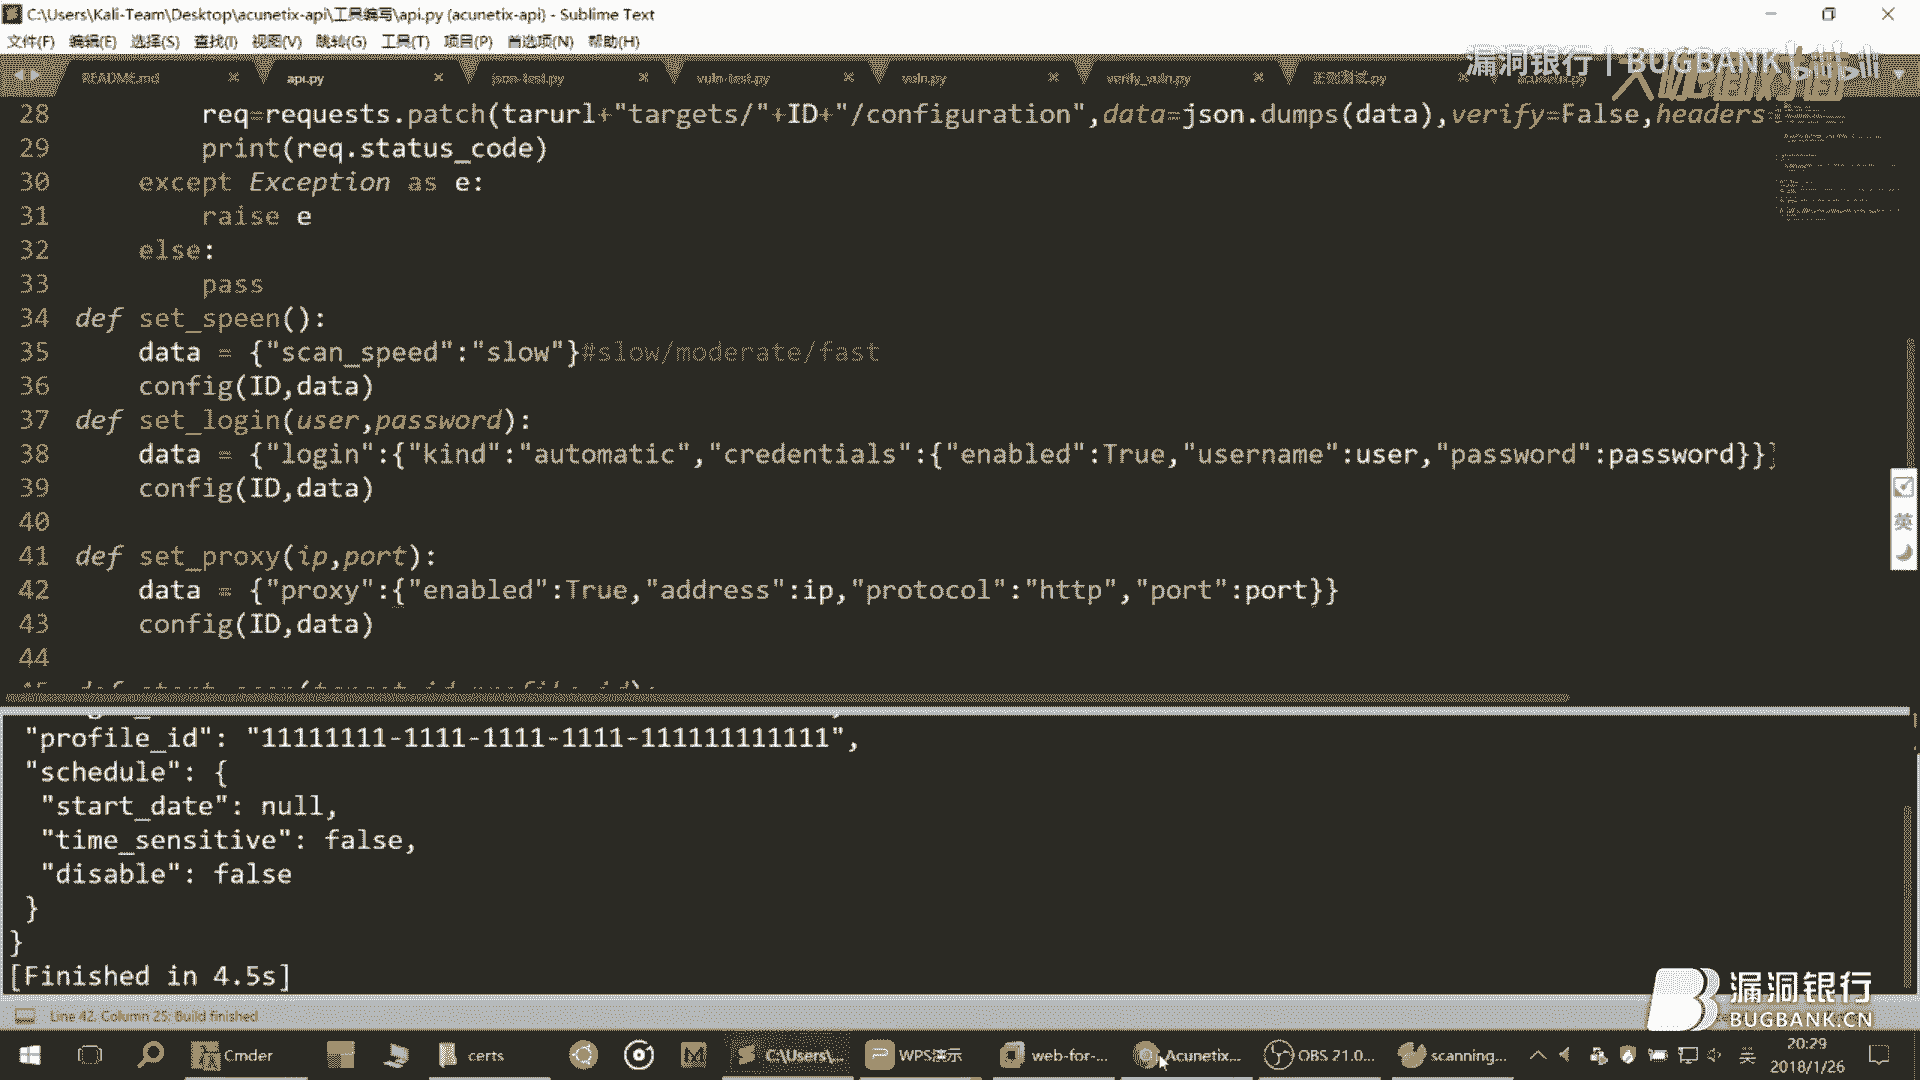 C:\Users\Kali-Team\Desktop\acunetix-api\工具编写\api.py (acunetix-api) - Sublime Text
文件(F) 编辑(E) 选择(S) 查找(I) 视图(V) 跳转(G) 工具(T) 项目(P) 首选项(N) 帮助(H)
漏洞银行 | BUGBANK bilibili
README.md api.py json-test.py vuln-test.py vuln.py verify_vuln.py 正则测试.py acunetix.py
28 req=requests.patch(tarurl+"targets/"+ID+"/configuration",data=json.dumps(data),verify=False,headers=
29 print(req.status_code)
30 except Exception as e:
31 raise e
32 else:
33 pass
34 def set_speen():
35 data = {"scan_speed":"slow"}#slow/moderate/fast
36 config(ID,data)
37 def set_login(user,password):
38 data = {"login":{"kind":"automatic","credentials":{"enabled":True,"username":user,"password":password}}}
39 config(ID,data)
40
41 def set_proxy(ip,port):
42 data = {"proxy":{"enabled":True,"address":ip,"protocol":"http","port":port}}
43 config(ID,data)
44
"profile_id": "11111111-1111-1111-1111-111111111111",
"schedule": {
"start_date": null,
"time_sensitive": false,
"disable": false
}
}
[Finished in 4.5s]
漏洞银行
BUGBANK.CN
Line 42, Column 25; Build finished
英
Cmder certs C:\Users\... WPS演示 web-for-... Acunetix... OBS 21.0... scanning... 英
20:29
2018/1/26